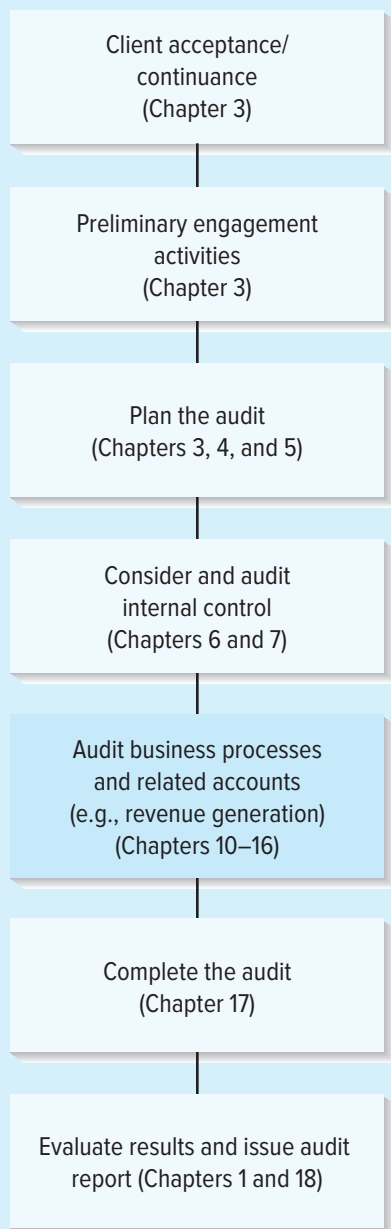 Client acceptance/
continuance
(Chapter 3)
Preliminary engagement
activities
(Chapter 3)
Plan the audit
(Chapters 3, 4, and 5)
Consider and audit
internal control
(Chapters 6 and 7)
Audit business processes
and related accounts
(e.g., revenue generation)
(Chapters 10–16)
Complete the audit
(Chapter 17)
Evaluate results and issue audit
report (Chapters 1 and 18)